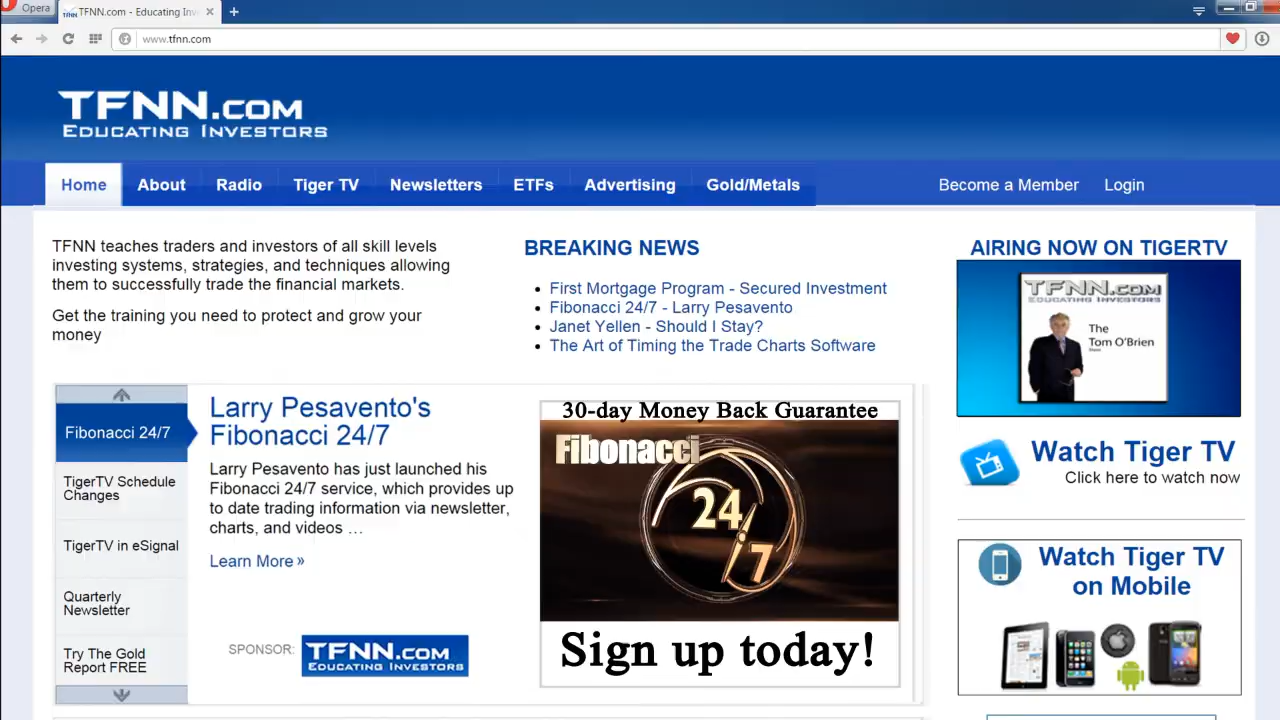 Opera
TFNN.com - Educating Inv
www.tfnn.com
TFNN.COM
EDUCATING INVESTORS
Home
About
Radio
Tiger TV
Newsletters
ETFs
Advertising
Gold/Metals
Become a Member
Login
TFNN teaches traders and investors of all skill levels
investing systems, strategies, and techniques allowing
them to successfully trade the financial markets.
Get the training you need to protect and grow your
money
BREAKING NEWS
First Mortgage Program - Secured Investment
Fibonacci 24/7 - Larry Pesavento
Janet Yellen - Should I Stay?
The Art of Timing the Trade Charts Software
AIRING NOW ON TIGERTV
TFNN.COM
EDUCATING INVESTORS
The
Tom O'Brien
Show
Watch Tiger TV
Click here to watch now
Watch Tiger TV
on Mobile
Fibonacci 24/7
TigerTV Schedule
Changes
TigerTV in eSignal
Quarterly
Newsletter
Try The Gold
Report FREE
Larry Pesavento's
Fibonacci 24/7
Larry Pesavento has just launched his
Fibonacci 24/7 service, which provides up
to date trading information via newsletter,
charts, and videos …
Learn More »
SPONSOR:
TFNN.COM
EDUCATING INVESTORS
30-day Money Back Guarantee
Fibonacci
24/7
Sign up today!